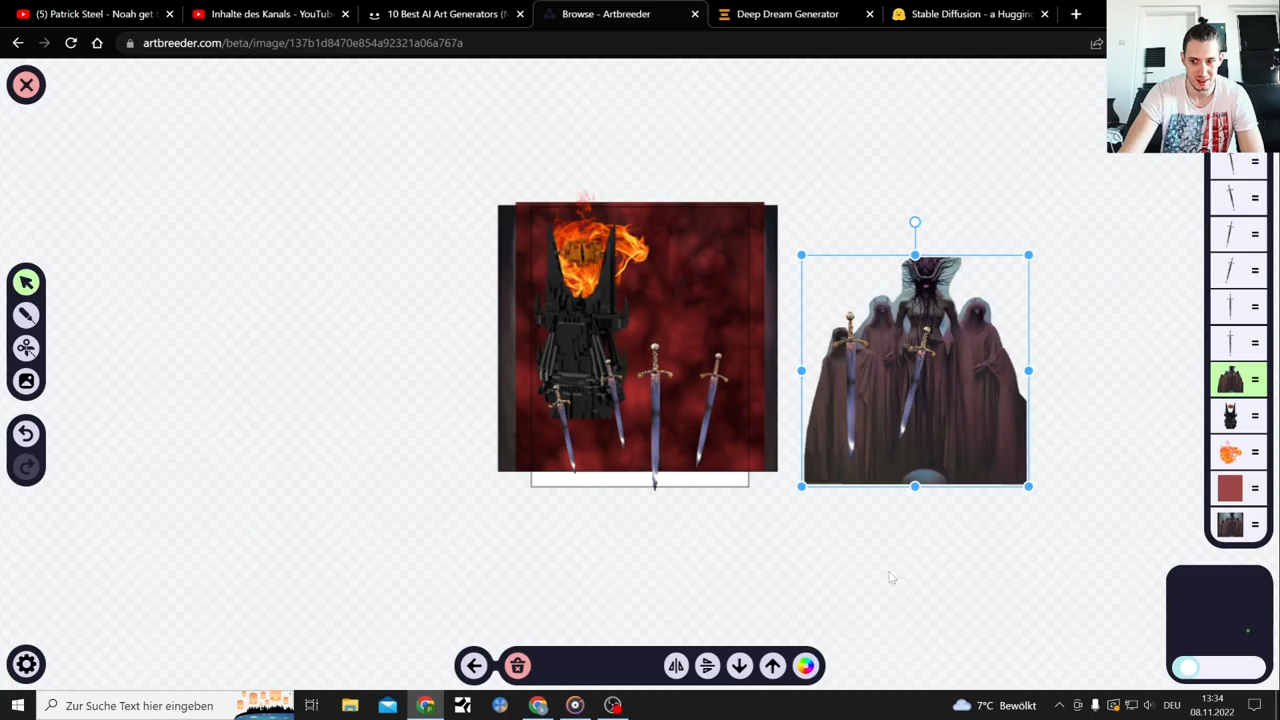 (5) Patrick Steel - Noah get t
Inhalte des Kanals - YouTub
10 Best AI Art Generators (N
Browse - Artbreeder
Deep Dream Generator
Stable Diffusion - a Hugging
artbreeder.com/beta/image/137b1d8470e854a92321a06a767a
Zur Suche Text hier eingeben
7°C Bewölkt
DEU
13:34
08.11.2022